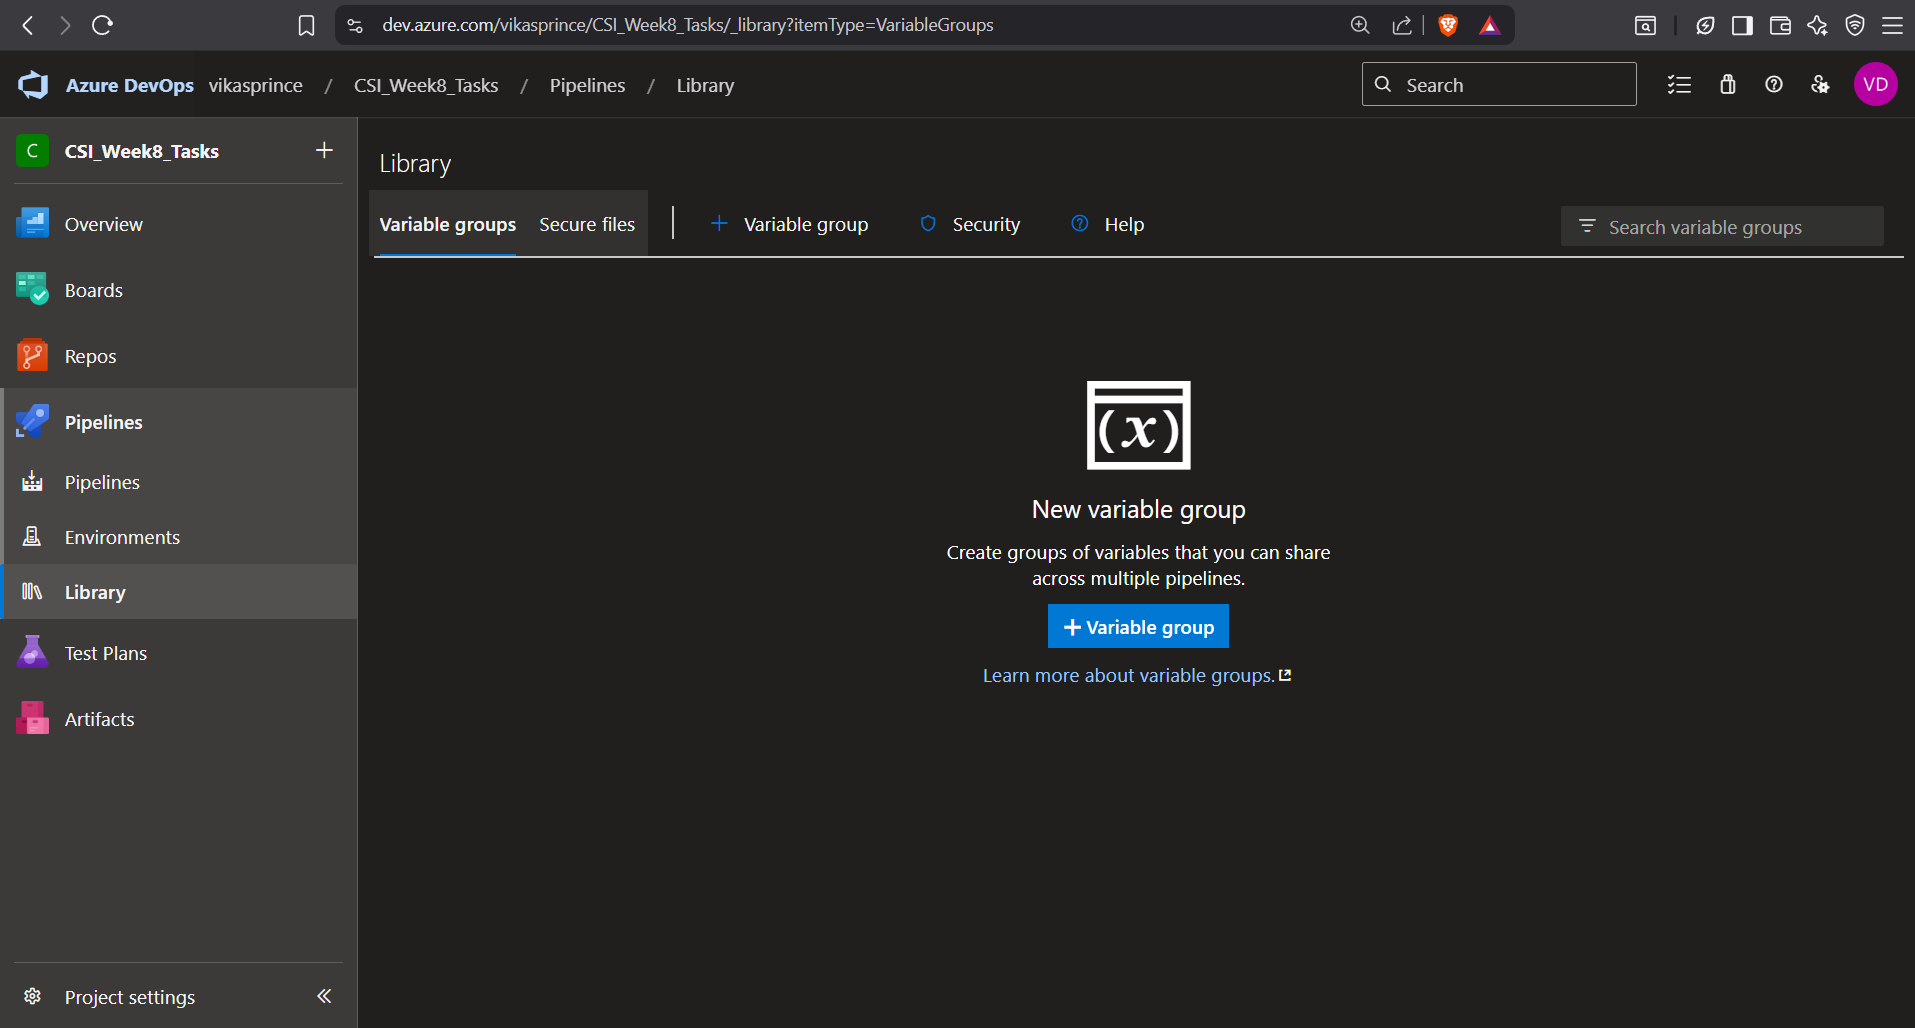 dev.azure.com/vikasprince/CSI_Week8_Tasks/_library?itemType=VariableGroups
Azure DevOps vikasprince / CSI_Week8_Tasks / Pipelines / Library
Search
VD
C CSI_Week8_Tasks
Overview
Boards
Repos
Pipelines
Pipelines
Environments
Library
Test Plans
Artifacts
Project settings
Library
Variable groups Secure files Variable group Security Help
Search variable groups
(x)
New variable group
Create groups of variables that you can share
across multiple pipelines.
+ Variable group
Learn more about variable groups.